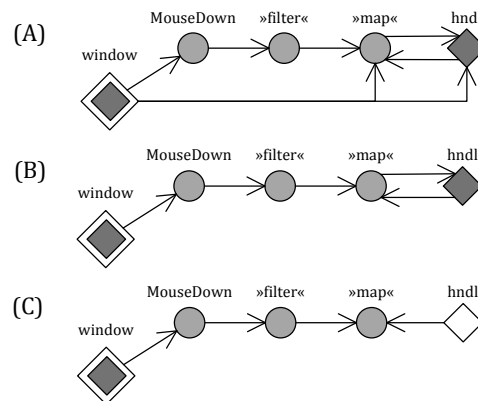 (A)
MouseDown »filter« »map« hndl
window
(B)
MouseDown »filter« »map« hndl
window
(C)
MouseDown »filter« »map« hndl
window